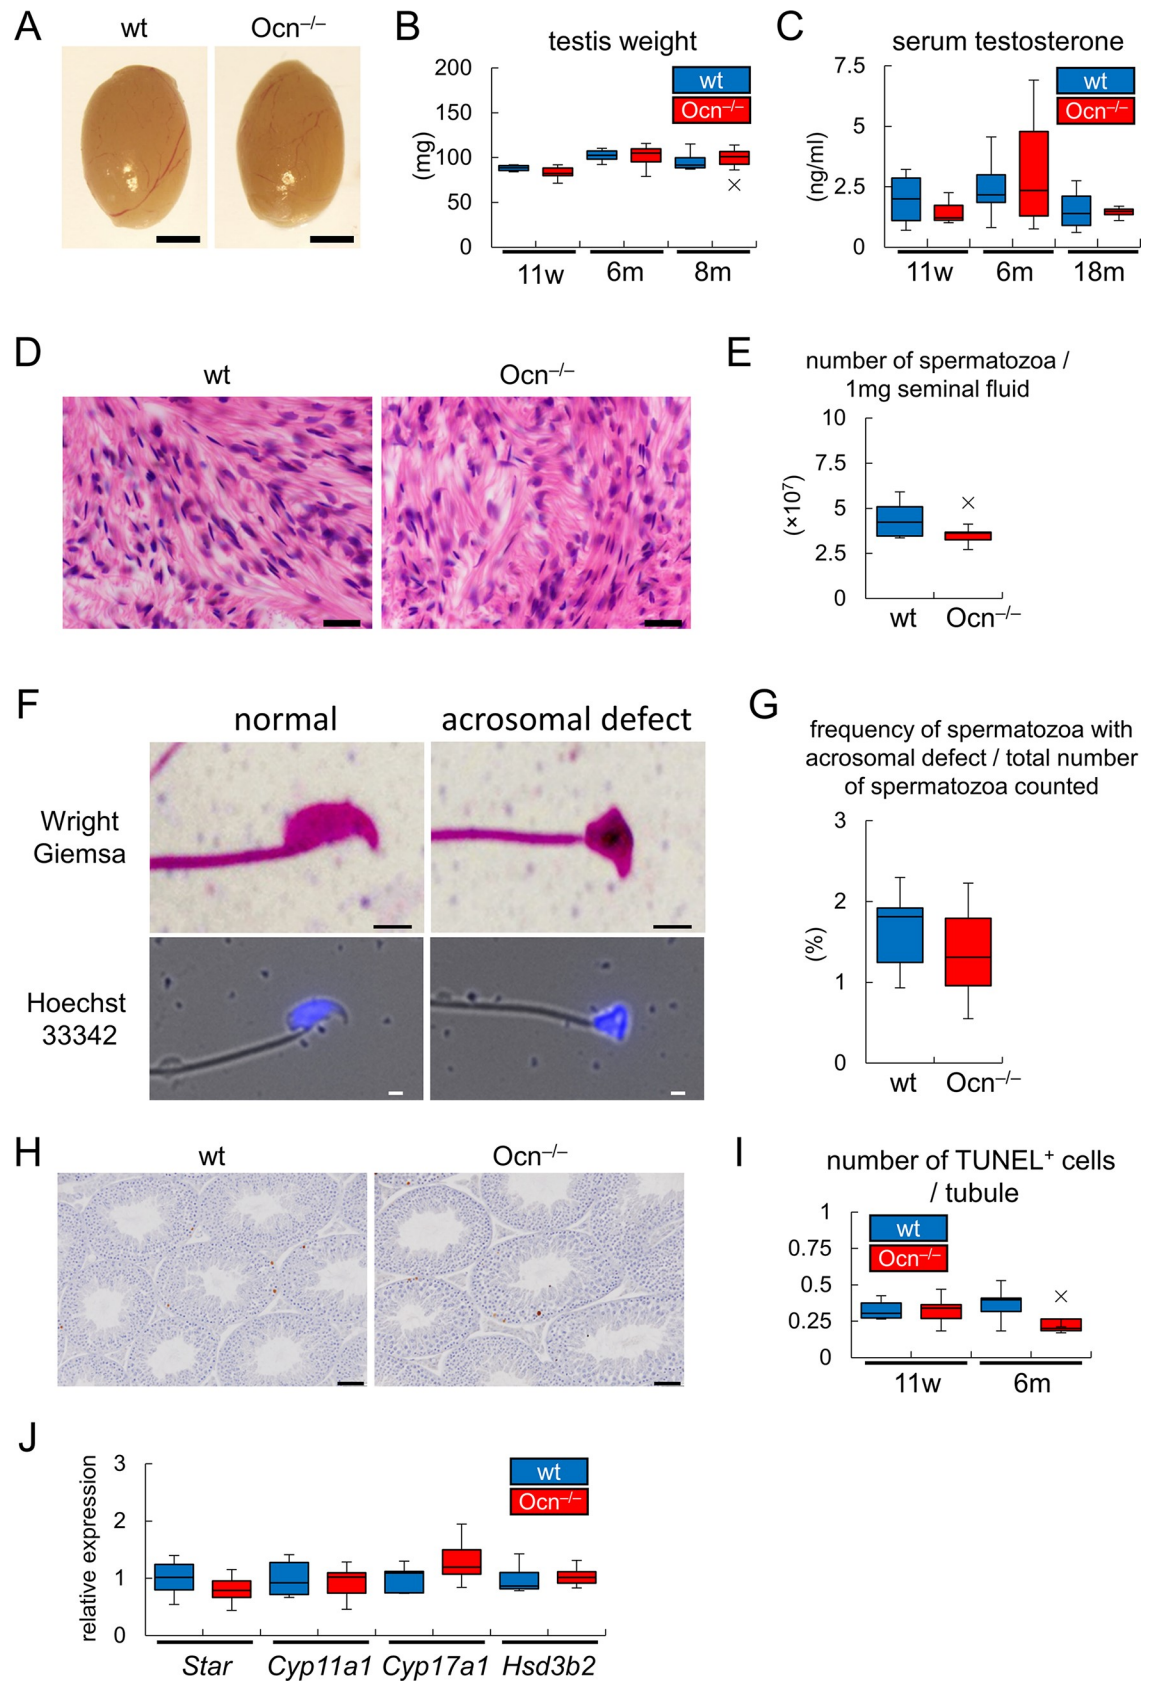 A
wt
Ocn–/–
B
testis weight
200
150
100
50
0
(mg)
wt
Ocn–/–
11w
6m
8m
C
serum testosterone
7.5
5
2.5
0
(ng/ml)
wt
Ocn–/–
11w
6m
18m
D
wt
Ocn–/–
E
number of spermatozoa /
1mg seminal fluid
10
7.5
5
2.5
0
(×10⁷)
wt
Ocn–/–
F
normal
acrosomal defect
Wright
Giemsa
Hoechst
33342
G
frequency of spermatozoa with
acrosomal defect / total number
of spermatozoa counted
3
2
1
0
(%)
wt
Ocn–/–
H
wt
Ocn–/–
I
number of TUNEL⁺ cells
/ tubule
1
0.75
0.5
0.25
0
wt
Ocn–/–
11w
6m
J
relative expression
3
2
1
0
wt
Ocn–/–
Star
Cyp11a1
Cyp17a1
Hsd3b2